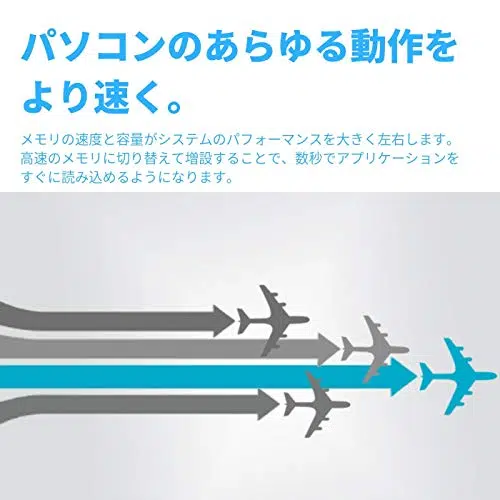 パソコンのあらゆる動作を
より速く。
メモリの速度と容量がシステムのパフォーマンスを大きく左右します。
高速のメモリに切り替えて増設することで、数秒でアプリケーションを
すぐに読み込めるようになります。